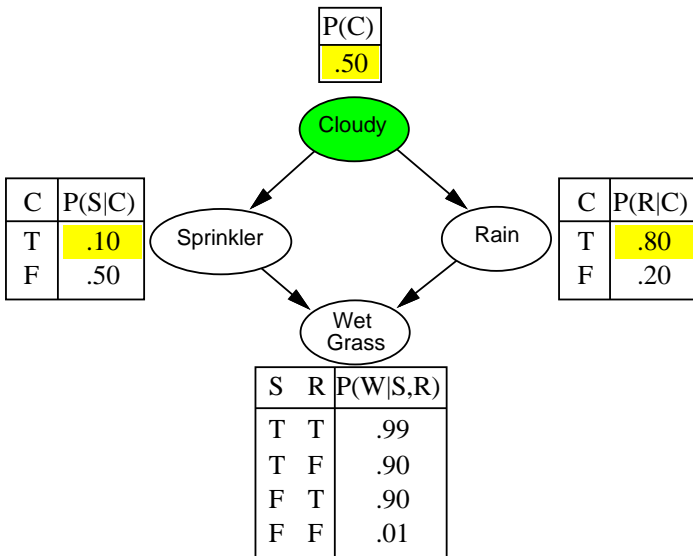 P(C)
.50
Cloudy
C P(S|C)
T .10
F .50
Sprinkler
Rain
C P(R|C)
T .80
F .20
Wet
Grass
S R P(W|S,R)
T T .99
T F .90
F T .90
F F .01